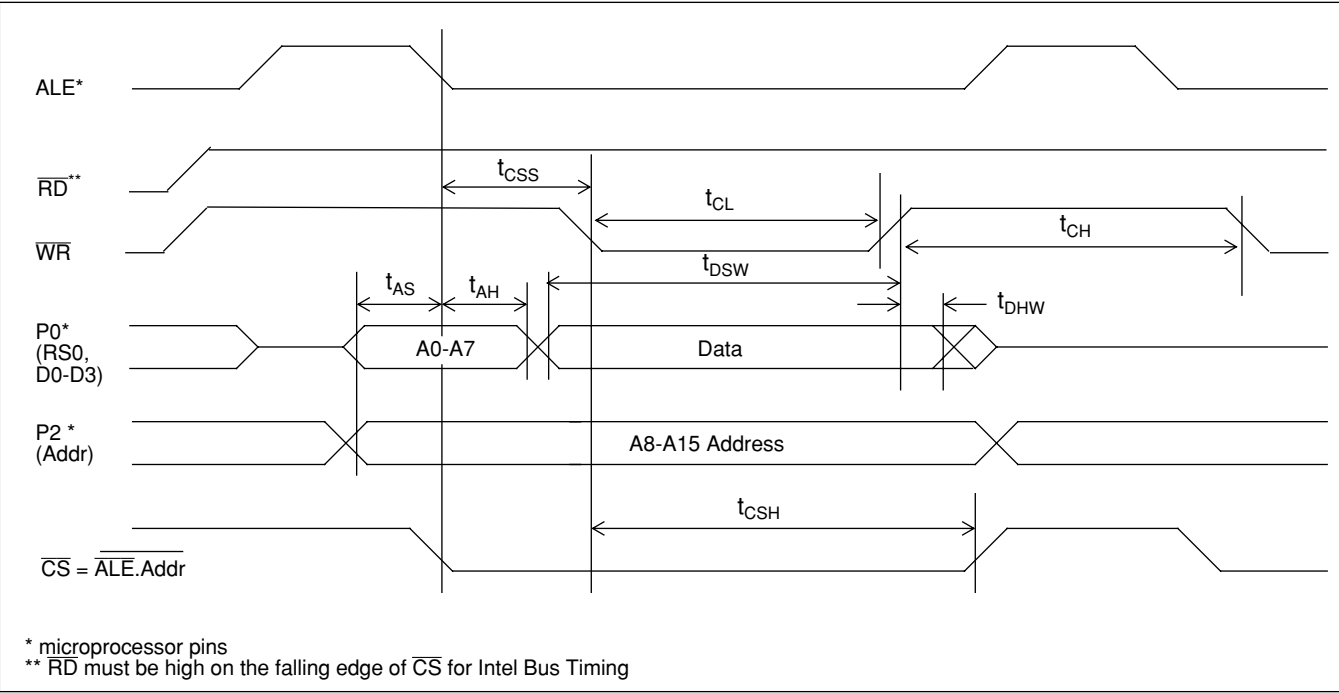 ALE*
RD**
tCSS
tCL
tCH
WR
tDSW
tAS
tAH
tDHW
P0*
(RS0,
D0-D3)
A0-A7
Data
P2 *
(Addr)
A8-A15 Address
tCSH
CS = ALE.Addr
* microprocessor pins
** RD must be high on the falling edge of CS for Intel Bus Timing